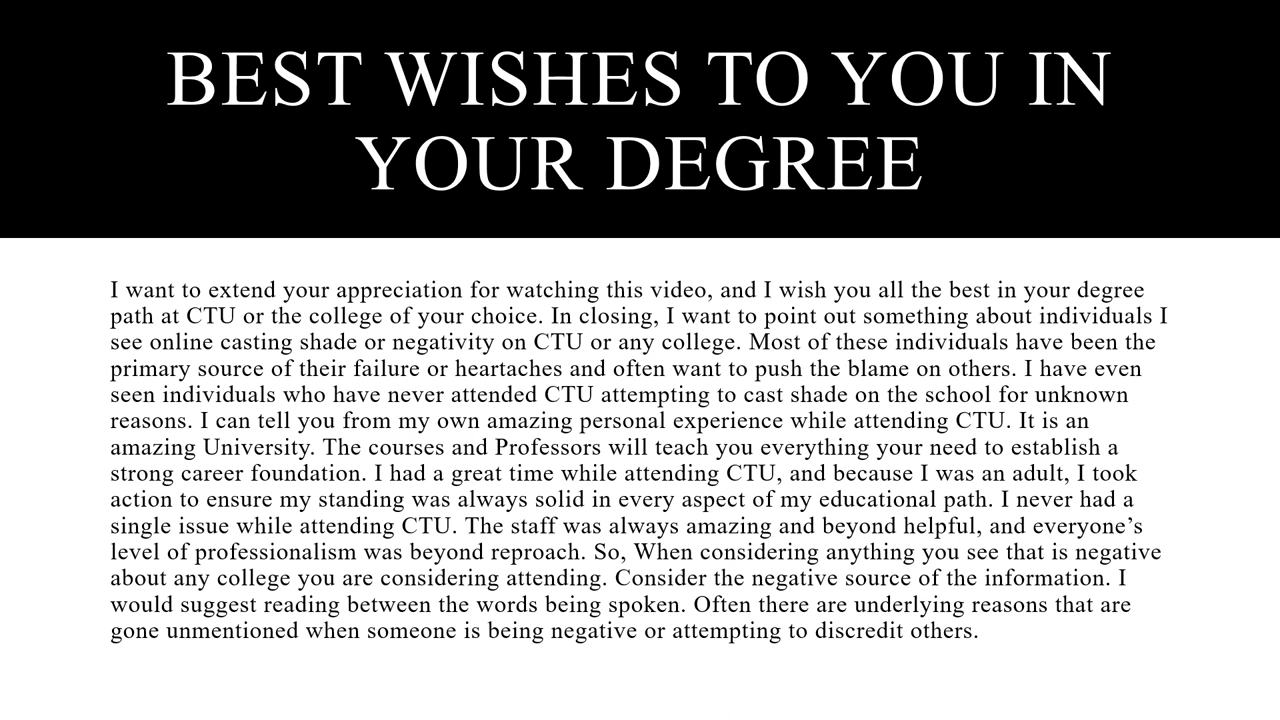 BEST WISHES TO YOU IN
YOUR DEGREE
I want to extend your appreciation for watching this video, and I wish you all the best in your degree
path at CTU or the college of your choice. In closing, I want to point out something about individuals I
see online casting shade or negativity on CTU or any college. Most of these individuals have been the
primary source of their failure or heartaches and often want to push the blame on others. I have even
seen individuals who have never attended CTU attempting to cast shade on the school for unknown
reasons. I can tell you from my own amazing personal experience while attending CTU. It is an
amazing University. The courses and Professors will teach you everything your need to establish a
strong career foundation. I had a great time while attending CTU, and because I was an adult, I took
action to ensure my standing was always solid in every aspect of my educational path. I never had a
single issue while attending CTU. The staff was always amazing and beyond helpful, and everyone’s
level of professionalism was beyond reproach. So, When considering anything you see that is negative
about any college you are considering attending. Consider the negative source of the information. I
would suggest reading between the words being spoken. Often there are underlying reasons that are
gone unmentioned when someone is being negative or attempting to discredit others.